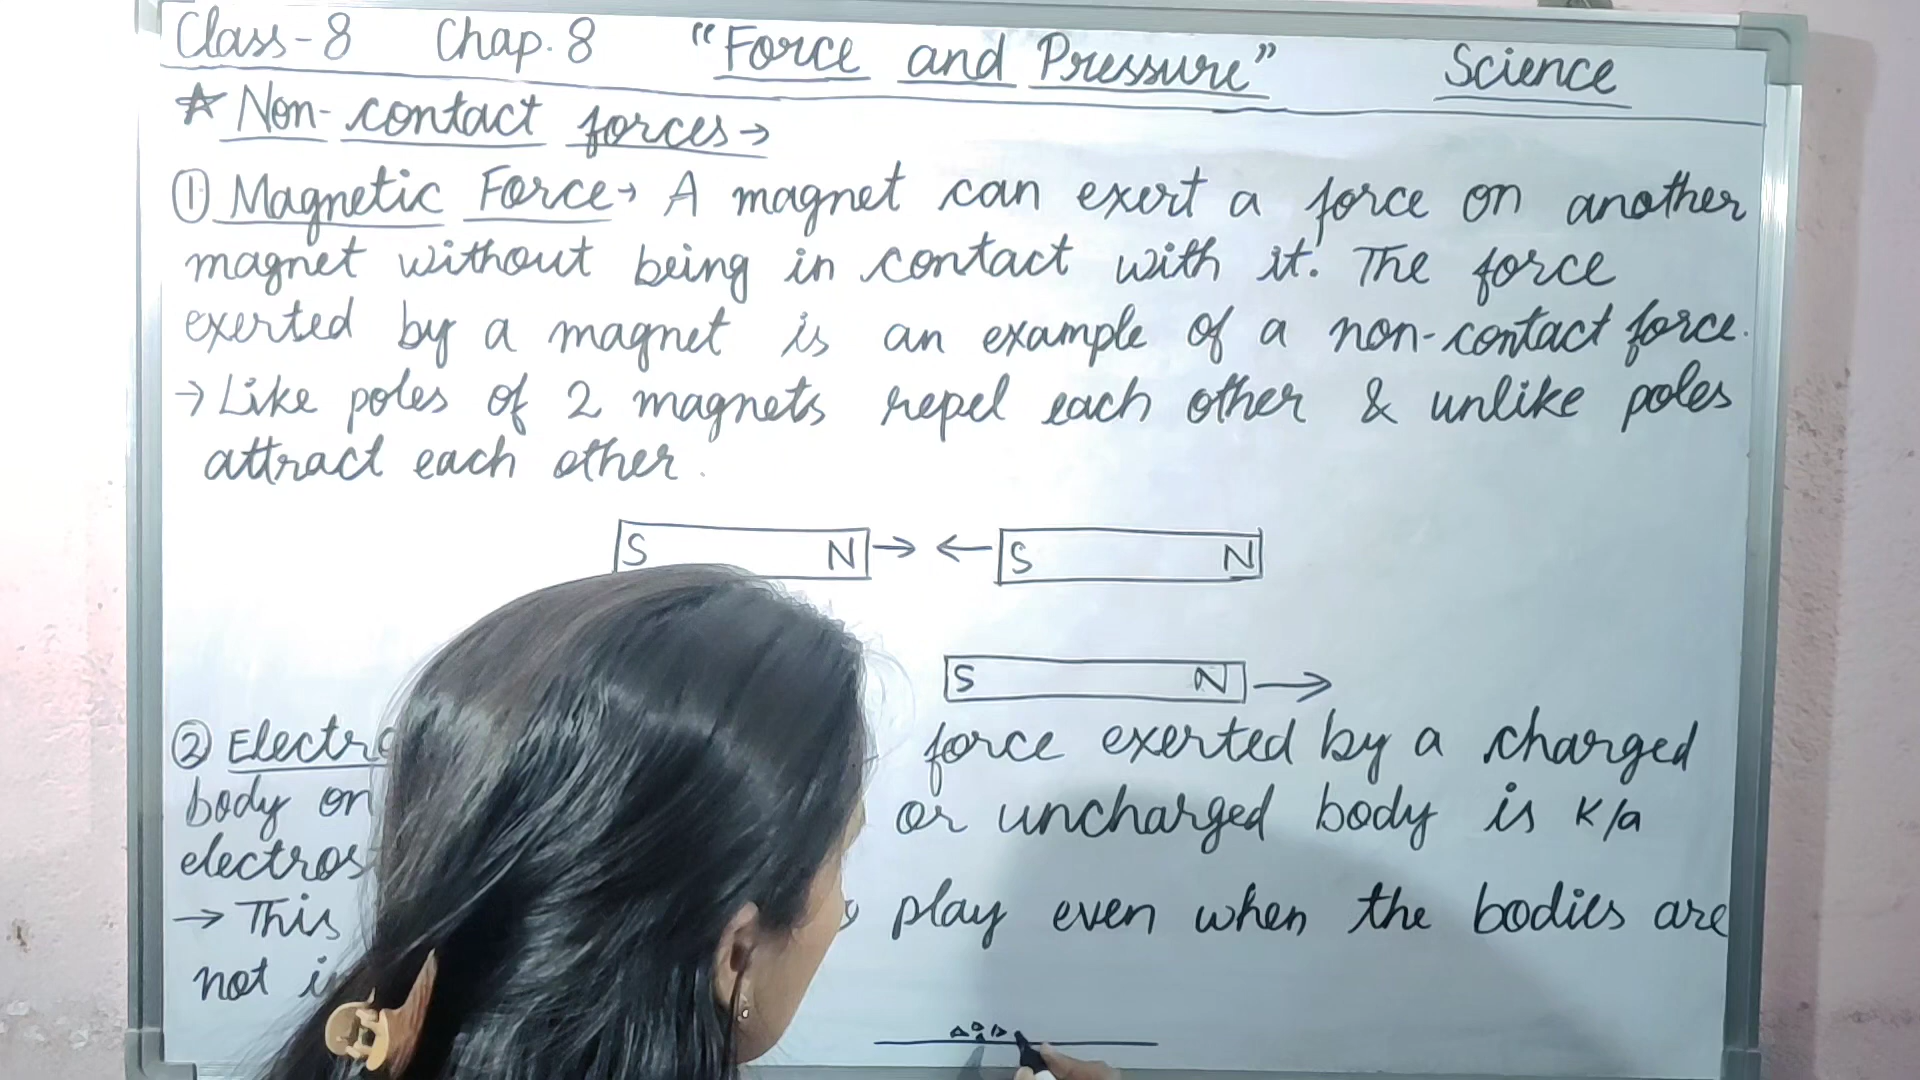 Class-8 Chap. 8 "Force and Pressure" Science
☆ Non-contact forces→
① Magnetic Force→ A magnet can exert a force on another
magnet without being in contact with it. The force
exerted by a magnet is an example of a non-contact force.
→ Like poles of 2 magnets repel each other & unlike poles
attract each other.
S N → ← S N
S N →
② force exerted by a charged
body on or uncharged body is K/a
→ This play even when the bodies are
not